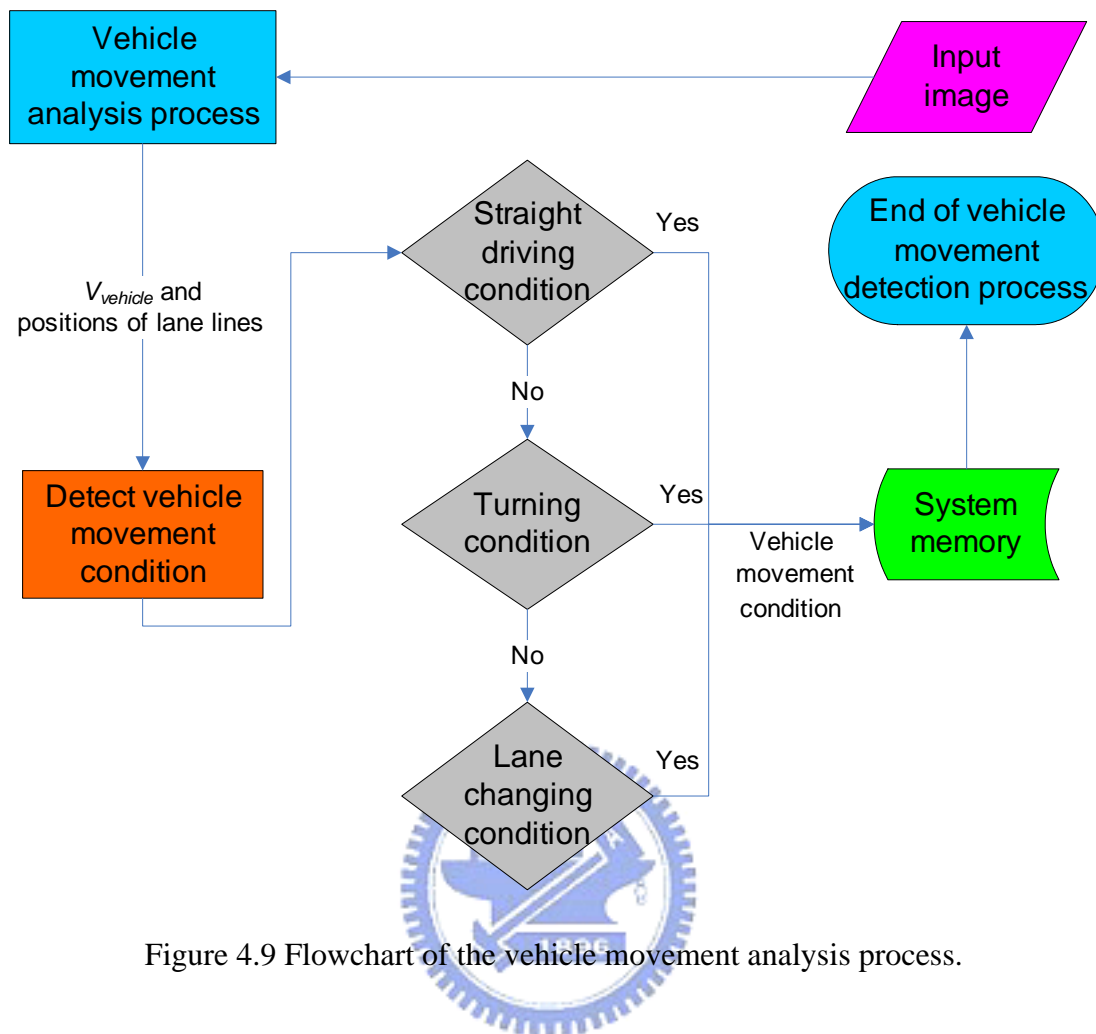 Vehicle
movement
analysis process
Input
image
V_vehicle and
positions of lane lines
Straight
driving
condition
Yes
End of vehicle
movement
detection process
No
Detect vehicle
movement
condition
Turning
condition
Yes
Vehicle
movement
condition
System
memory
No
Lane
changing
condition
Yes
1896
Figure 4.9 Flowchart of the vehicle movement analysis process.